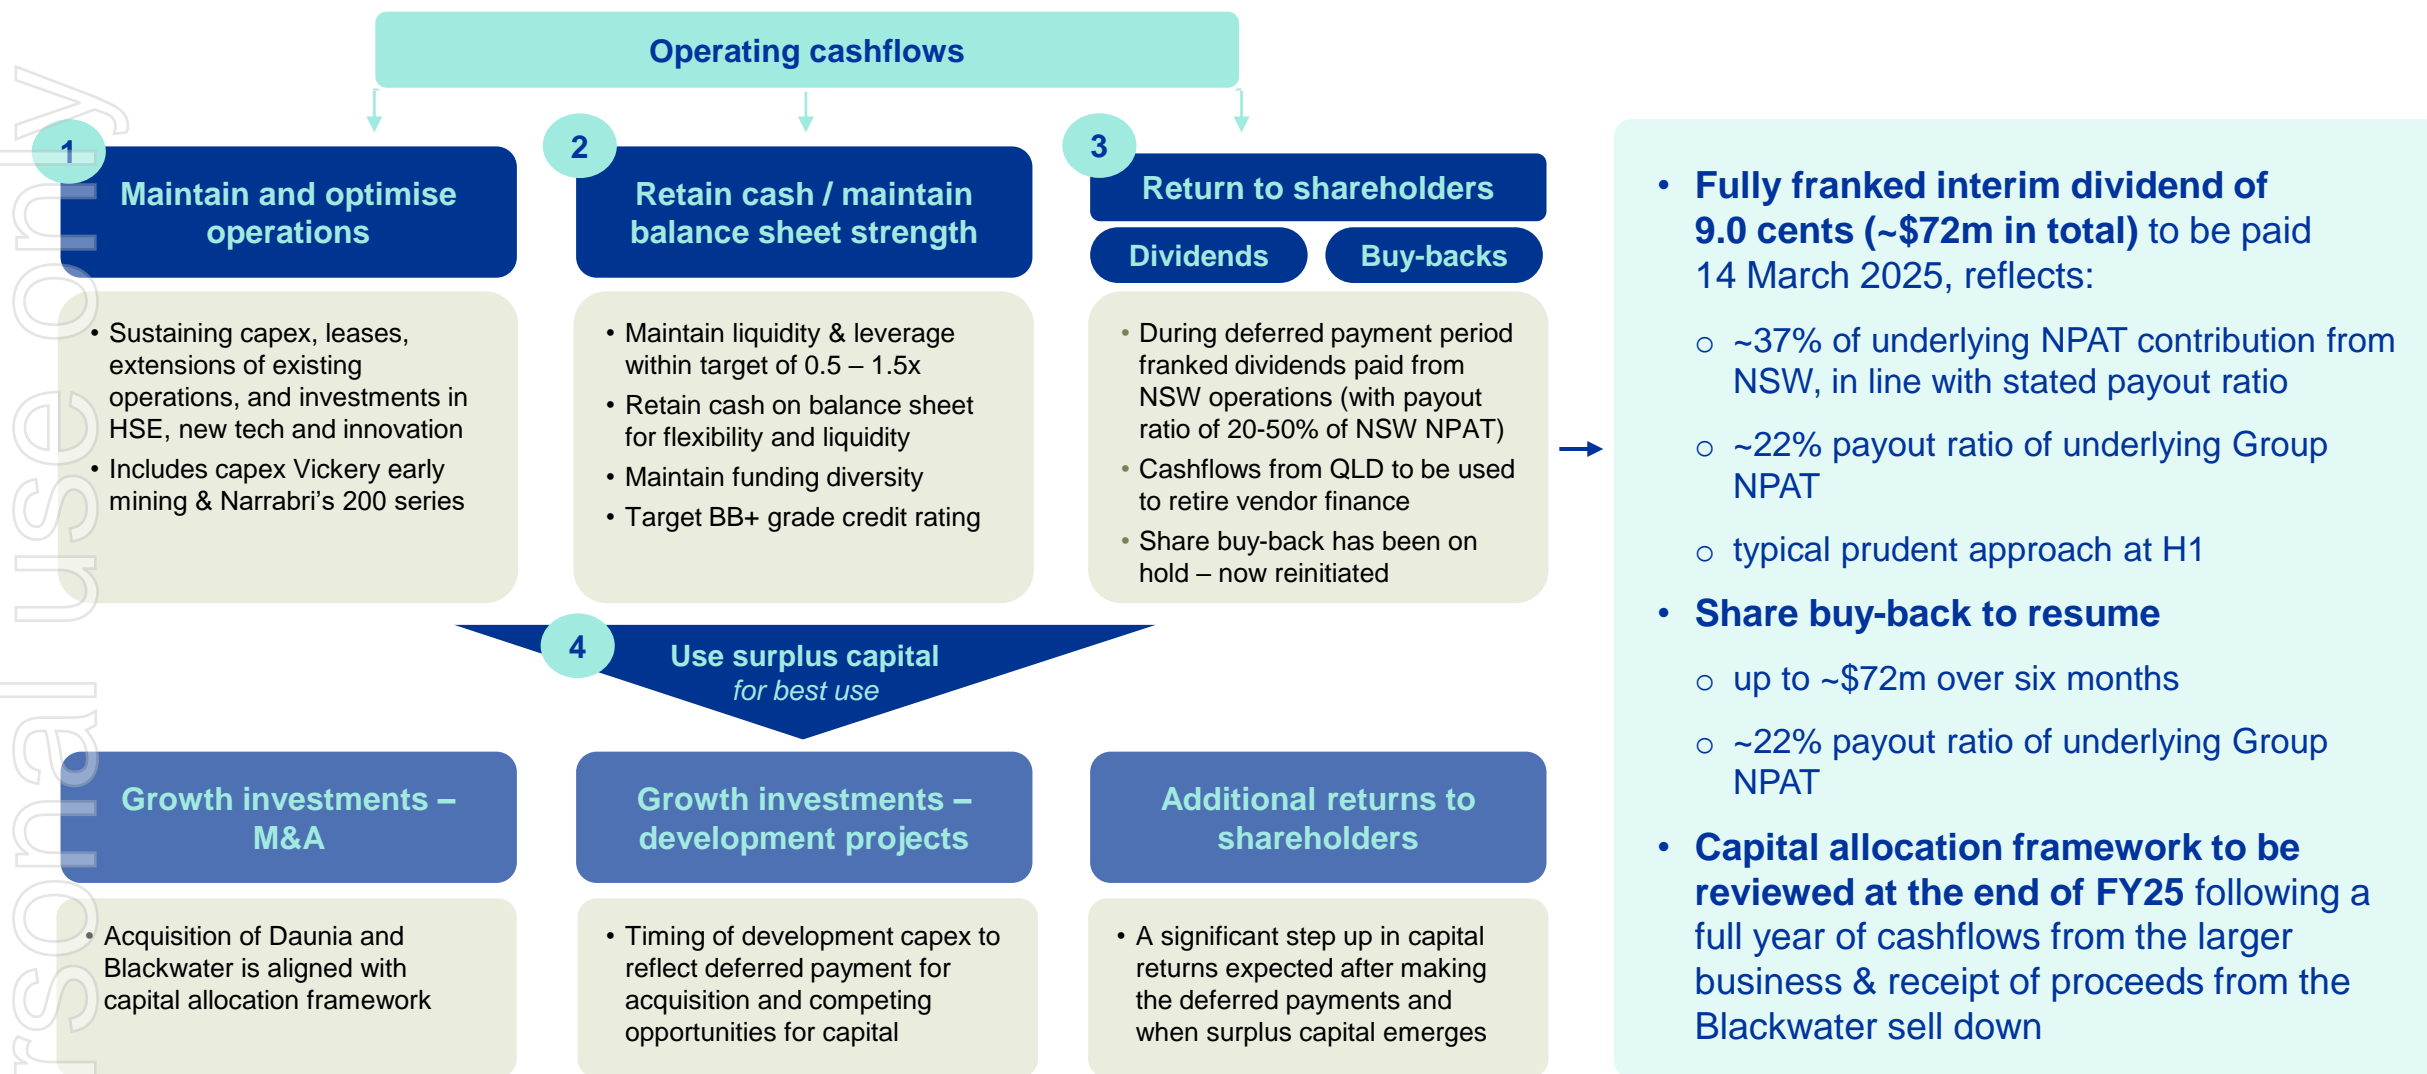 Operating cashflows
1
Maintain and optimise
operations
• Sustaining capex, leases,
extensions of existing
operations, and investments in
HSE, new tech and innovation
• Includes capex Vickery early
mining & Narrabri’s 200 series
2
Retain cash / maintain
balance sheet strength
• Maintain liquidity & leverage
within target of 0.5 – 1.5x
• Retain cash on balance sheet
for flexibility and liquidity
• Maintain funding diversity
• Target BB+ grade credit rating
3
Return to shareholders
Dividends
Buy-backs
• During deferred payment period
franked dividends paid from
NSW operations (with payout
ratio of 20-50% of NSW NPAT)
• Cashflows from QLD to be used
to retire vendor finance
• Share buy-back has been on
hold – now reinitiated
4
Use surplus capital
for best use
Growth investments –
M&A
• Acquisition of Daunia and
Blackwater is aligned with
capital allocation framework
Growth investments –
development projects
• Timing of development capex to
reflect deferred payment for
acquisition and competing
opportunities for capital
Additional returns to
shareholders
• A significant step up in capital
returns expected after making
the deferred payments and
when surplus capital emerges
• Fully franked interim dividend of
9.0 cents (~$72m in total) to be paid
14 March 2025, reflects:
o ~37% of underlying NPAT contribution from
NSW, in line with stated payout ratio
o ~22% payout ratio of underlying Group
NPAT
o typical prudent approach at H1
• Share buy-back to resume
o up to ~$72m over six months
o ~22% payout ratio of underlying Group
NPAT
• Capital allocation framework to be
reviewed at the end of FY25 following a
full year of cashflows from the larger
business & receipt of proceeds from the
Blackwater sell down
rsonal use only